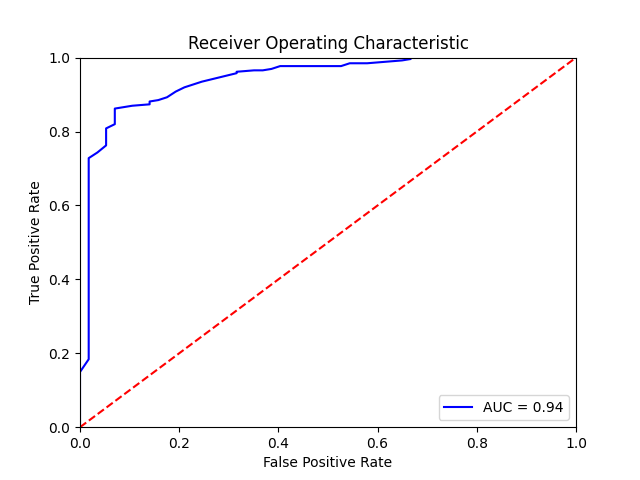 Receiver Operating Characteristic
1.0
0.8
0.6
0.4
0.2
0.0
True Positive Rate
AUC = 0.94
0.0 0.2 0.4 0.6 0.8 1.0
False Positive Rate